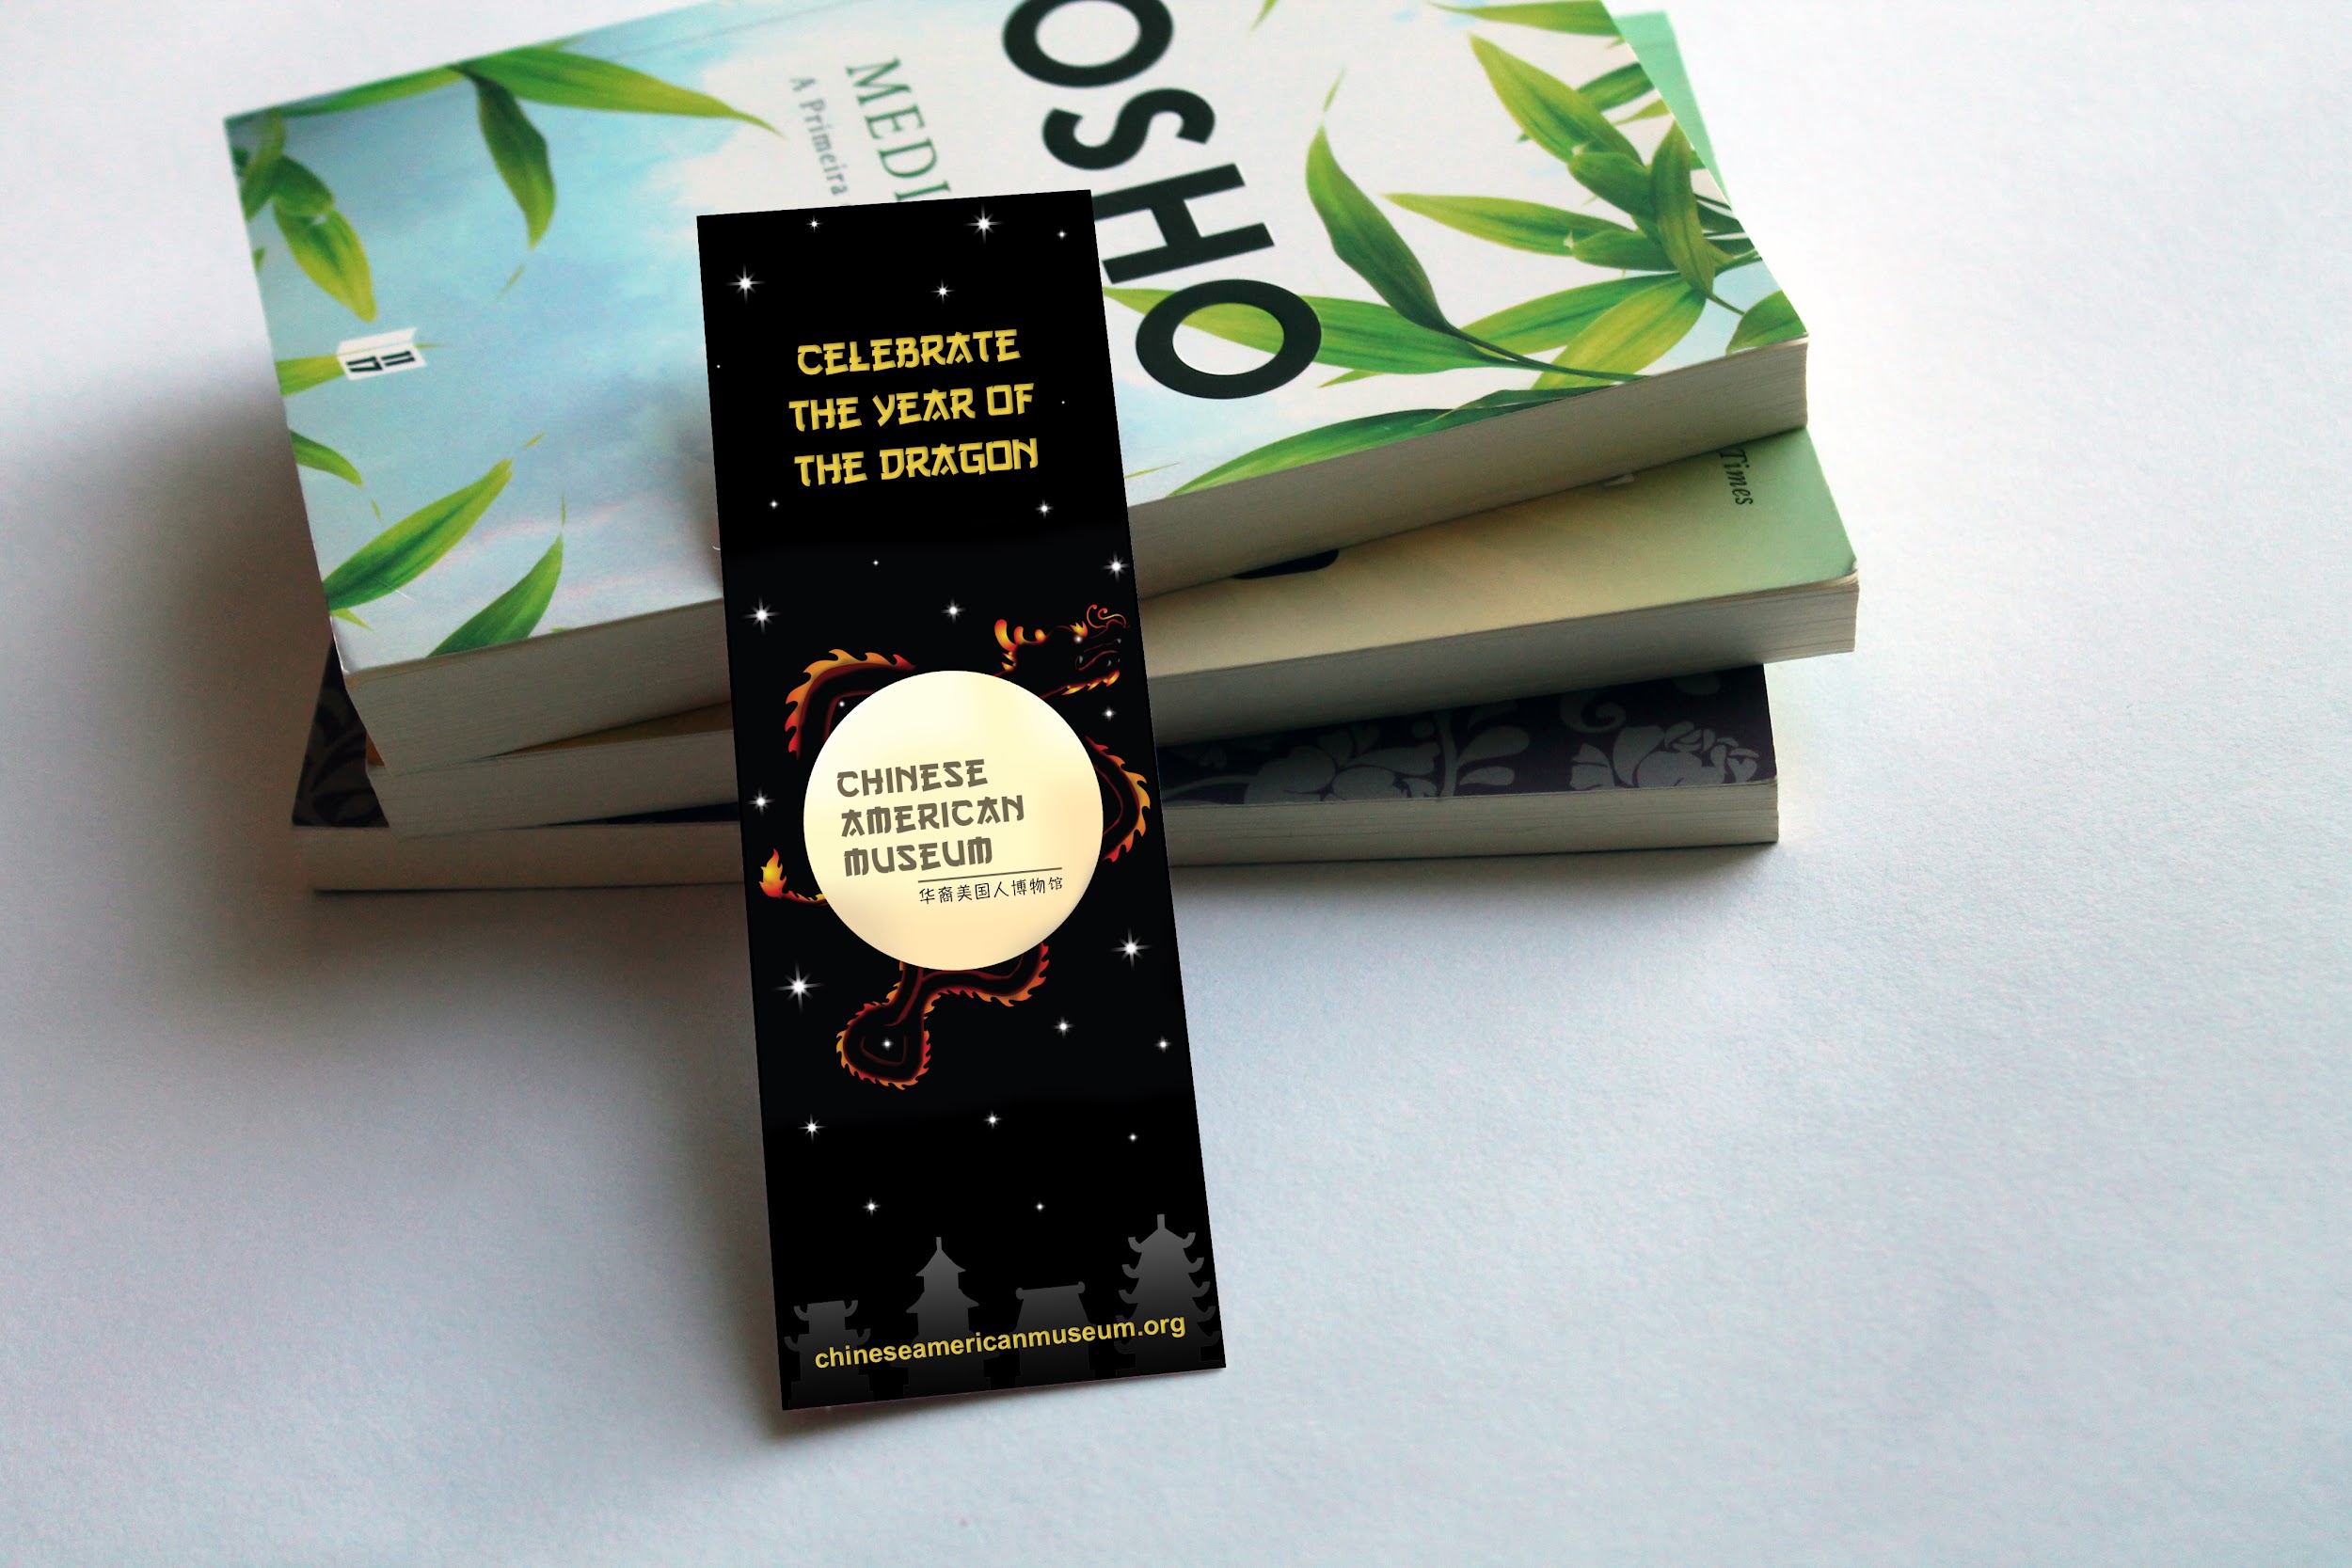 OSHO
MEDI
A Primeira
17
Times
CELEBRATE
THE YEAR OF
THE DRAGON
CHINESE
AMERICAN
MUSEUM
华裔美国人博物馆
chineseamericanmuseum.org